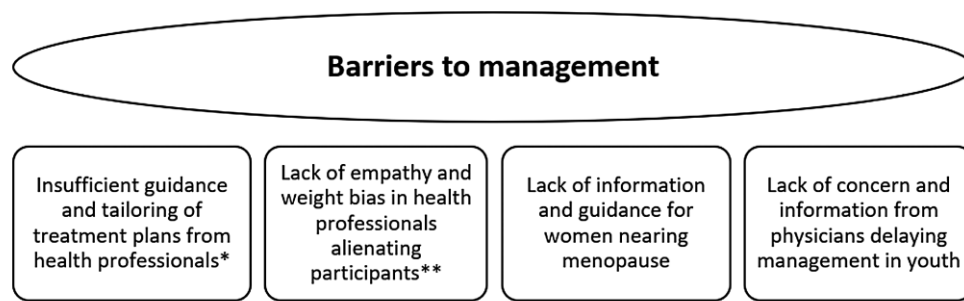 Barriers to management
Insufficient guidance
and tailoring of
treatment plans from
health professionals*
Lack of empathy and
weight bias in health
professionals
alienating
participants**
Lack of information
and guidance for
women nearing
menopause
Lack of concern and
information from
physicians delaying
management in youth